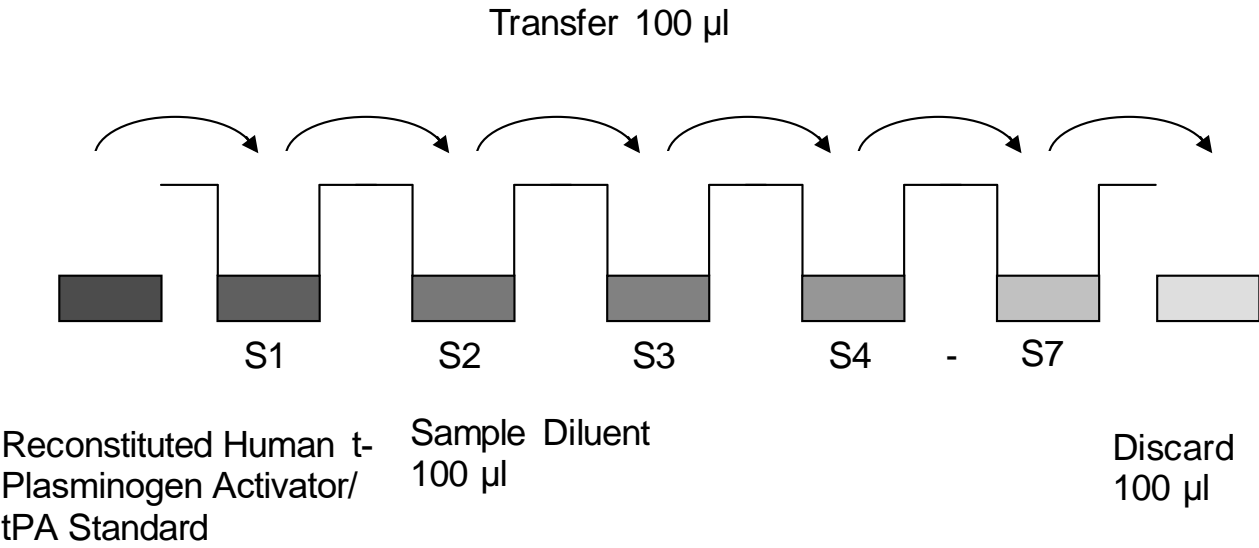 Transfer 100 µl
S1 S2 S3 S4 - S7
Reconstituted Human t-
Plasminogen Activator/
tPA Standard
Sample Diluent
100 µl
Discard
100 µl